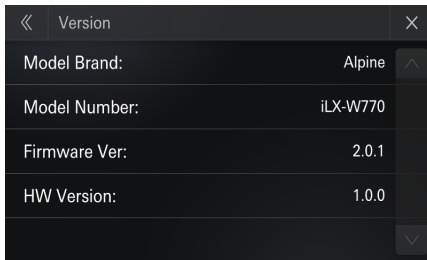 Version
Model Brand: Alpine
Model Number: iLX-W770
Firmware Ver: 2.0.1
HW Version: 1.0.0